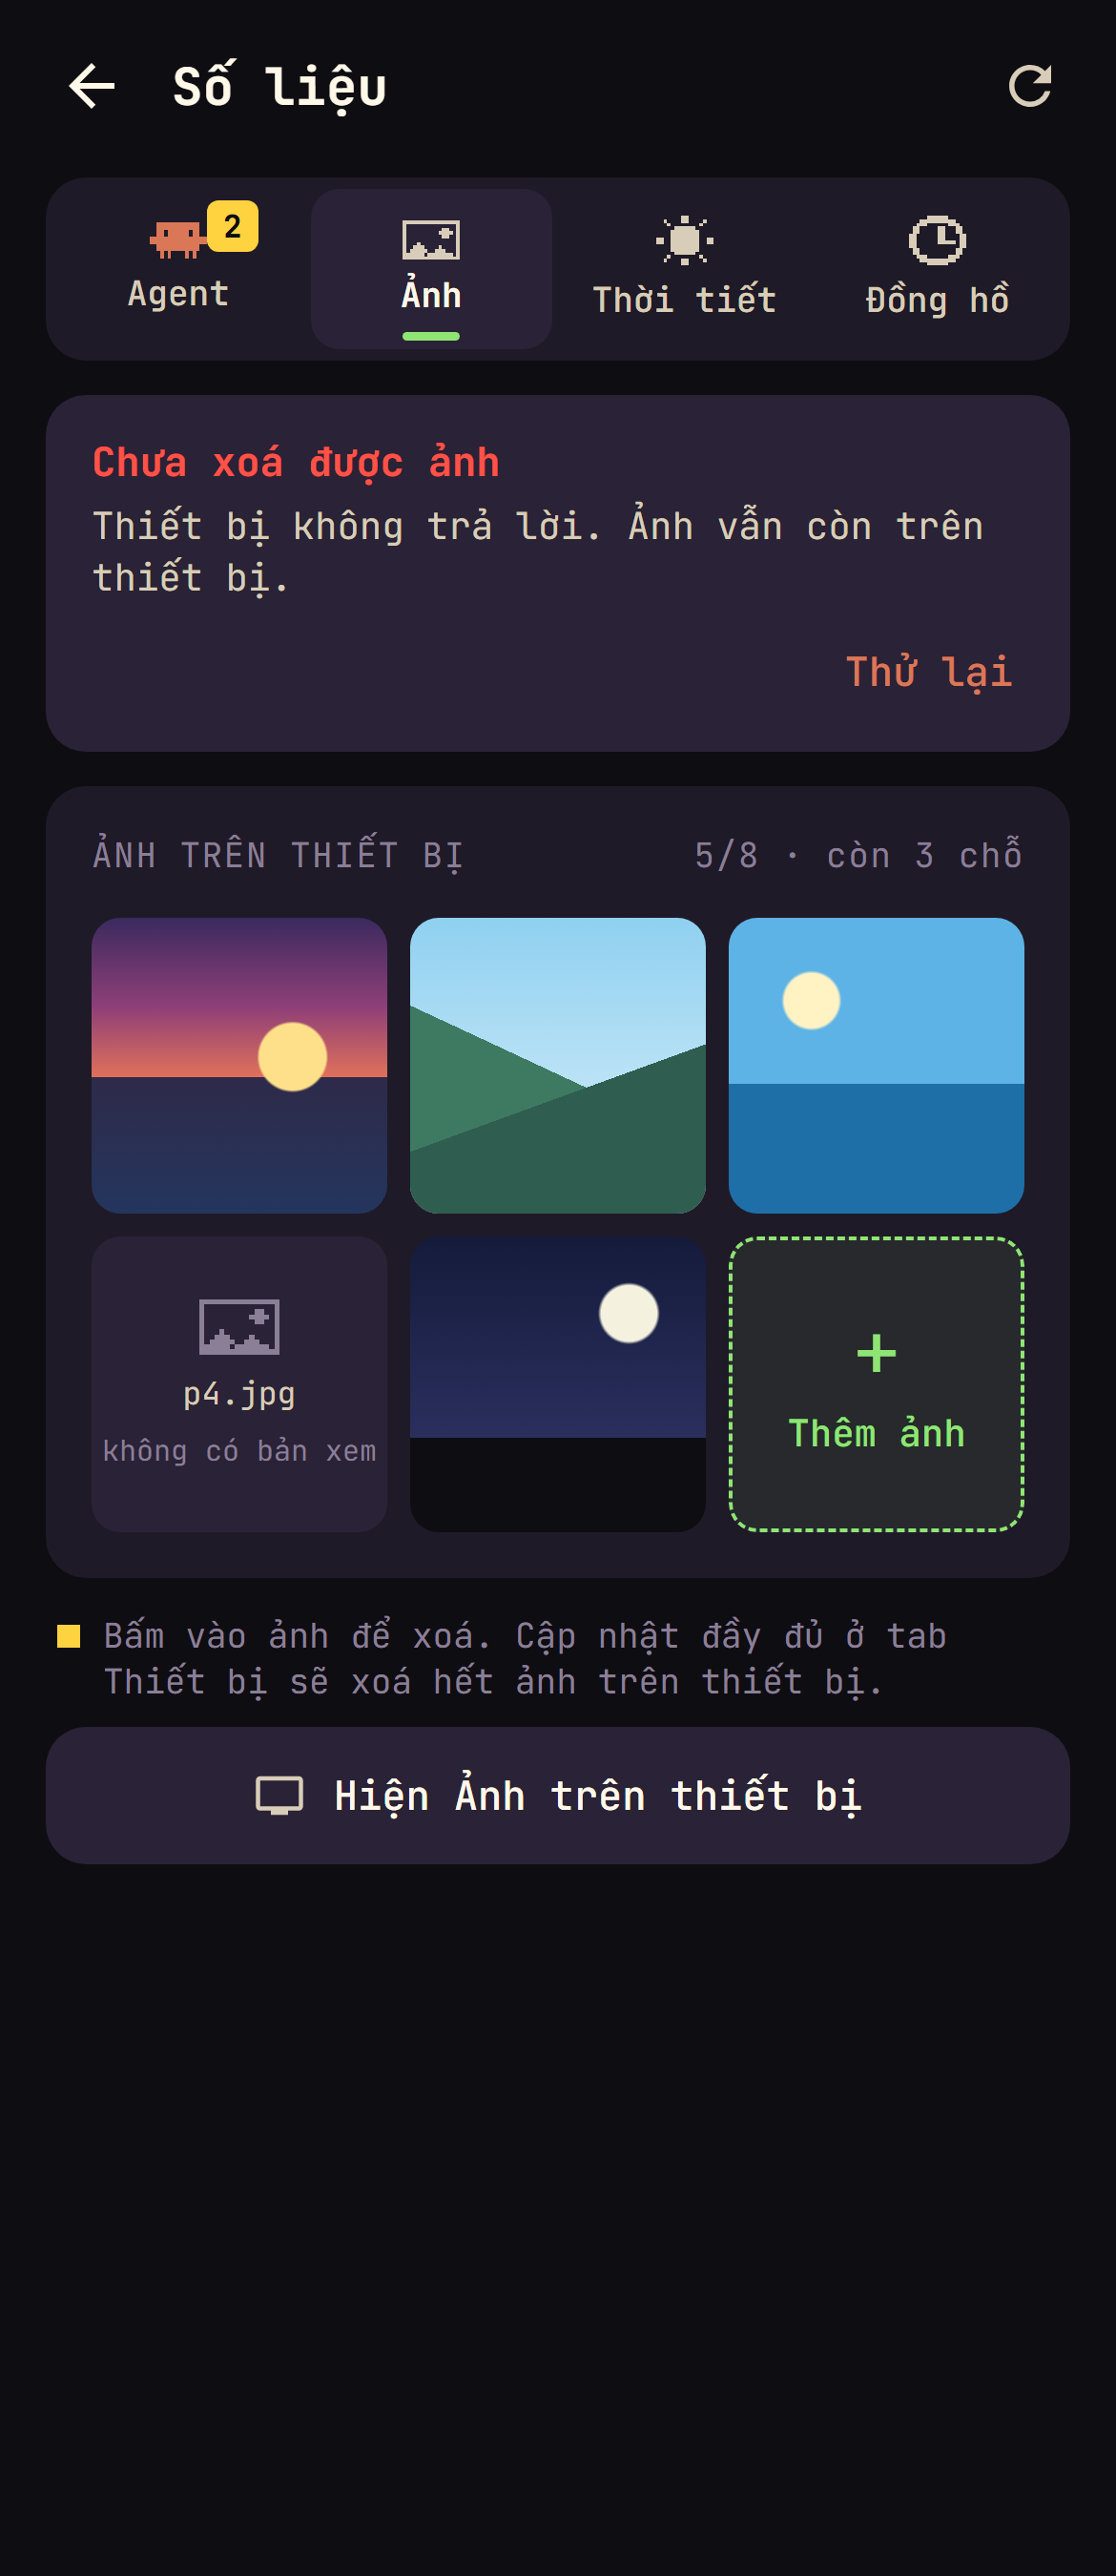 Số liệu
2
Agent
Ảnh
Thời tiết
Đồng hồ
Chưa xoá được ảnh
Thiết bị không trả lời. Ảnh vẫn còn trên
thiết bị.
Thử lại
ẢNH TRÊN THIẾT BỊ
5/8 · còn 3 chỗ
p4.jpg
không có bản xem
+
Thêm ảnh
Bấm vào ảnh để xoá. Cập nhật đầy đủ ở tab
Thiết bị sẽ xoá hết ảnh trên thiết bị.
Hiện Ảnh trên thiết bị